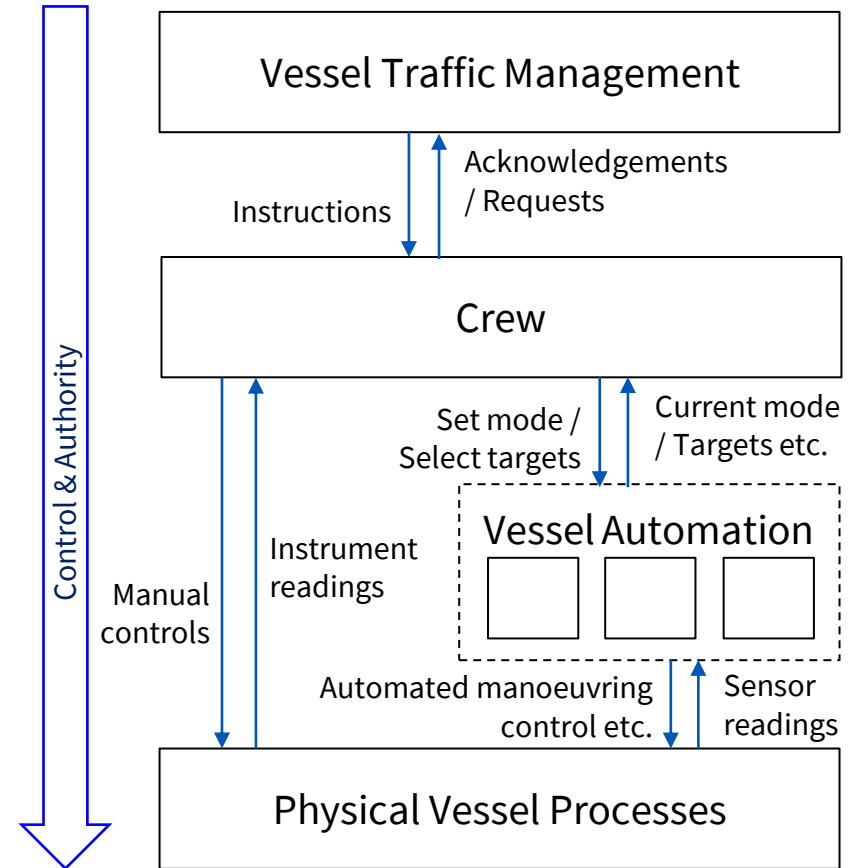 Vessel Traffic Management
Instructions
Acknowledgements
/ Requests
Crew
Control & Authority
Set mode /
Select targets
Current mode
/ Targets etc.
Vessel Automation
Manual
controls
Instrument
readings
Automated manoeuvring
control etc.
Sensor
readings
Physical Vessel Processes